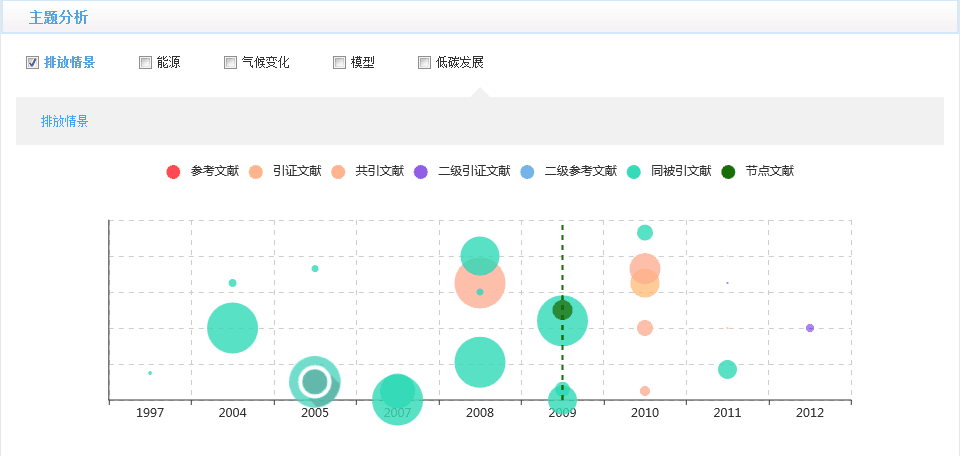 主题分析
排放情景 能源 气候变化 模型 低碳发展
排放情景
参考文献 引证文献 共引文献 二级引证文献 二级参考文献 同被引文献 节点文献
1997 2004 2005 2007 2008 2009 2010 2011 2012